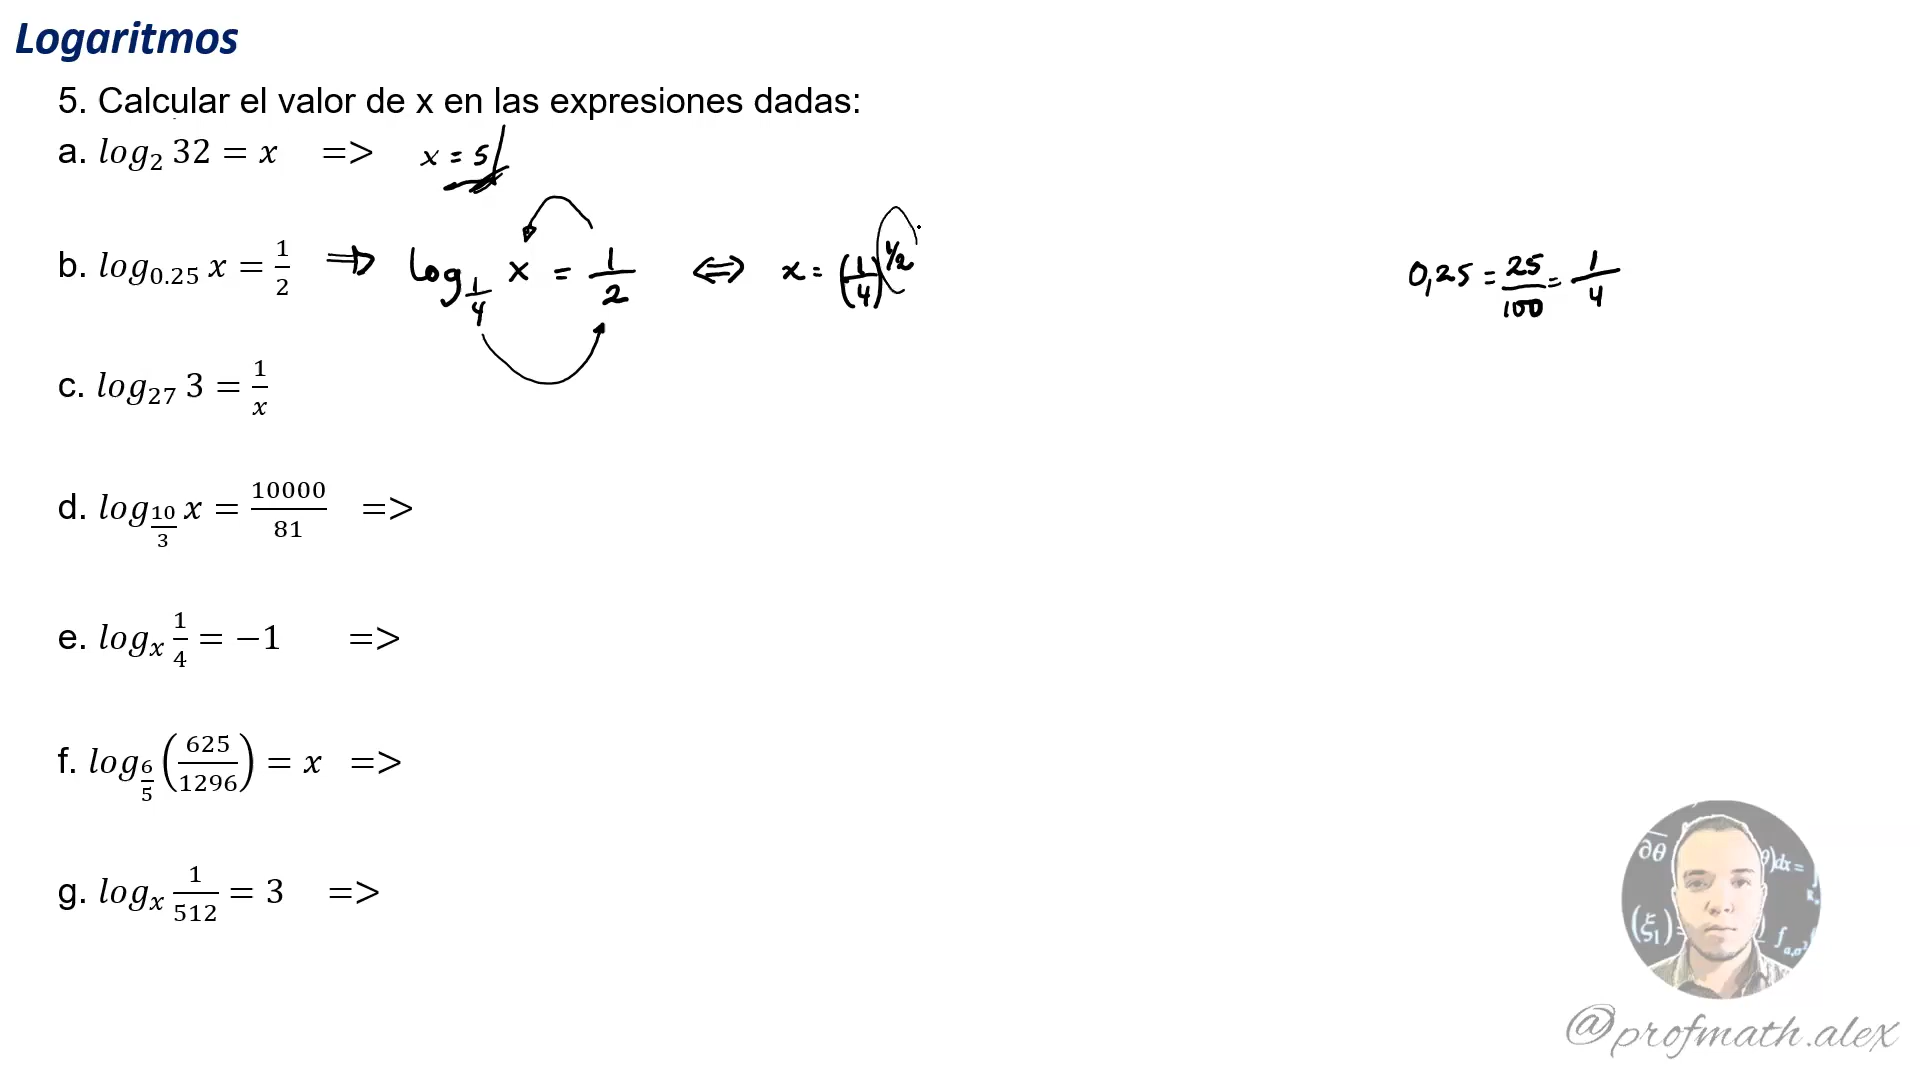 Logaritmos
5. Calcular el valor de x en las expresiones dadas:
a. log₂ 32 = x => x = 5
b. log₀.₂₅ x = 1/2 ⇒ log_(1/4) x = 1/2 ⇔ x = (1/4)^(1/2) 0,25 = 25/100 = 1/4
c. log₂₇ 3 = 1/x
d. log_(10/3) x = 10000/81 =>
e. logₓ 1/4 = −1 =>
f. log_(6/5) (625/1296) = x =>
g. logₓ 1/512 = 3 =>
@profmath.alex